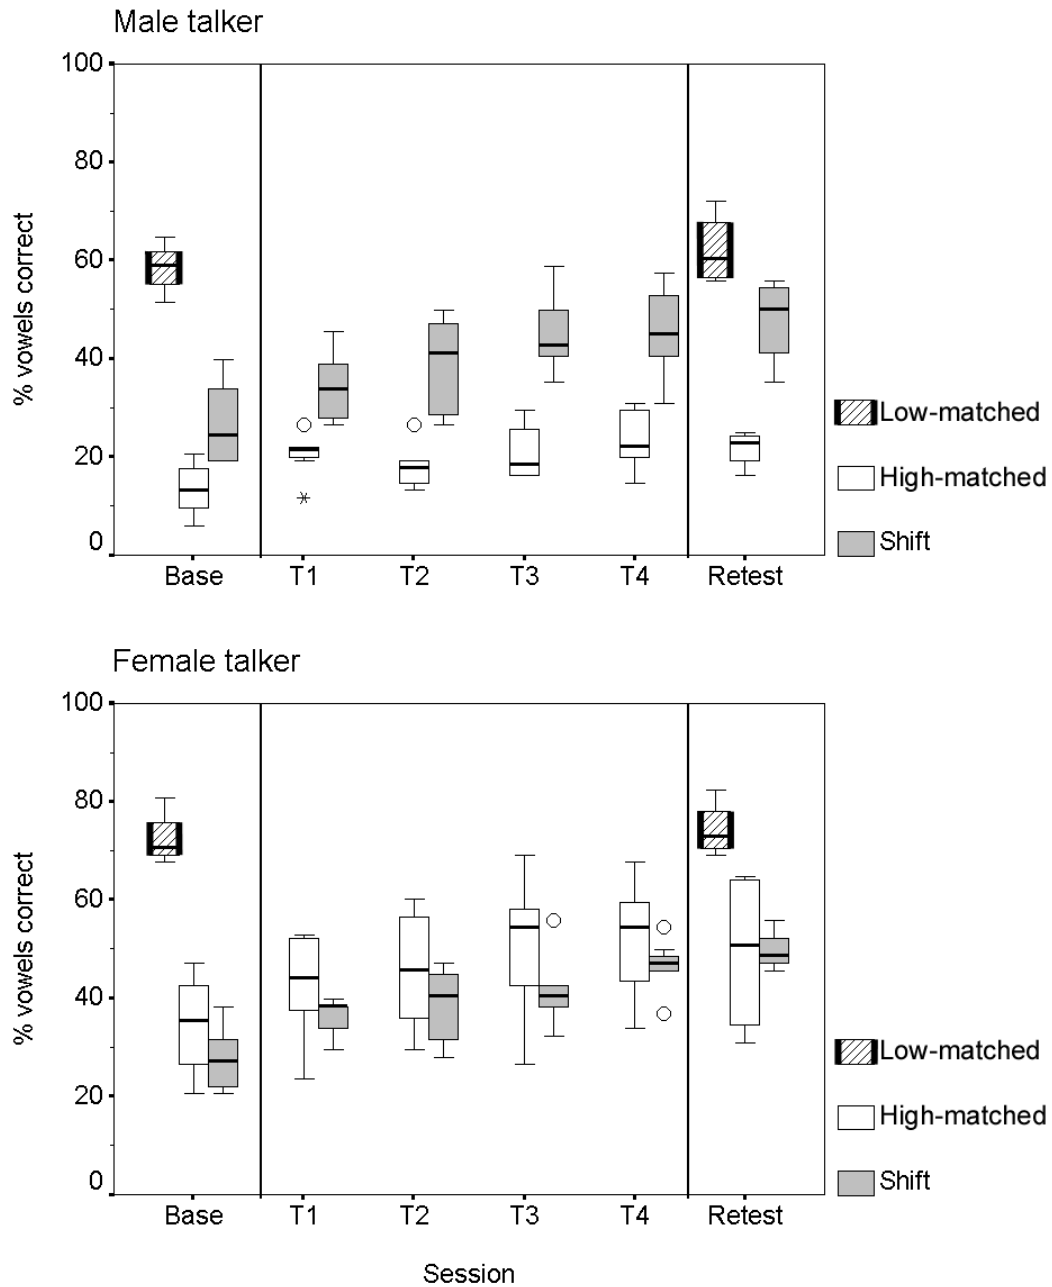 Male talker
100
80
60
40
20
0
% vowels correct
Base T1 T2 T3 T4 Retest
Low-matched
High-matched
Shift
Female talker
100
80
60
40
20
0
% vowels correct
Base T1 T2 T3 T4 Retest
Low-matched
High-matched
Shift
Session